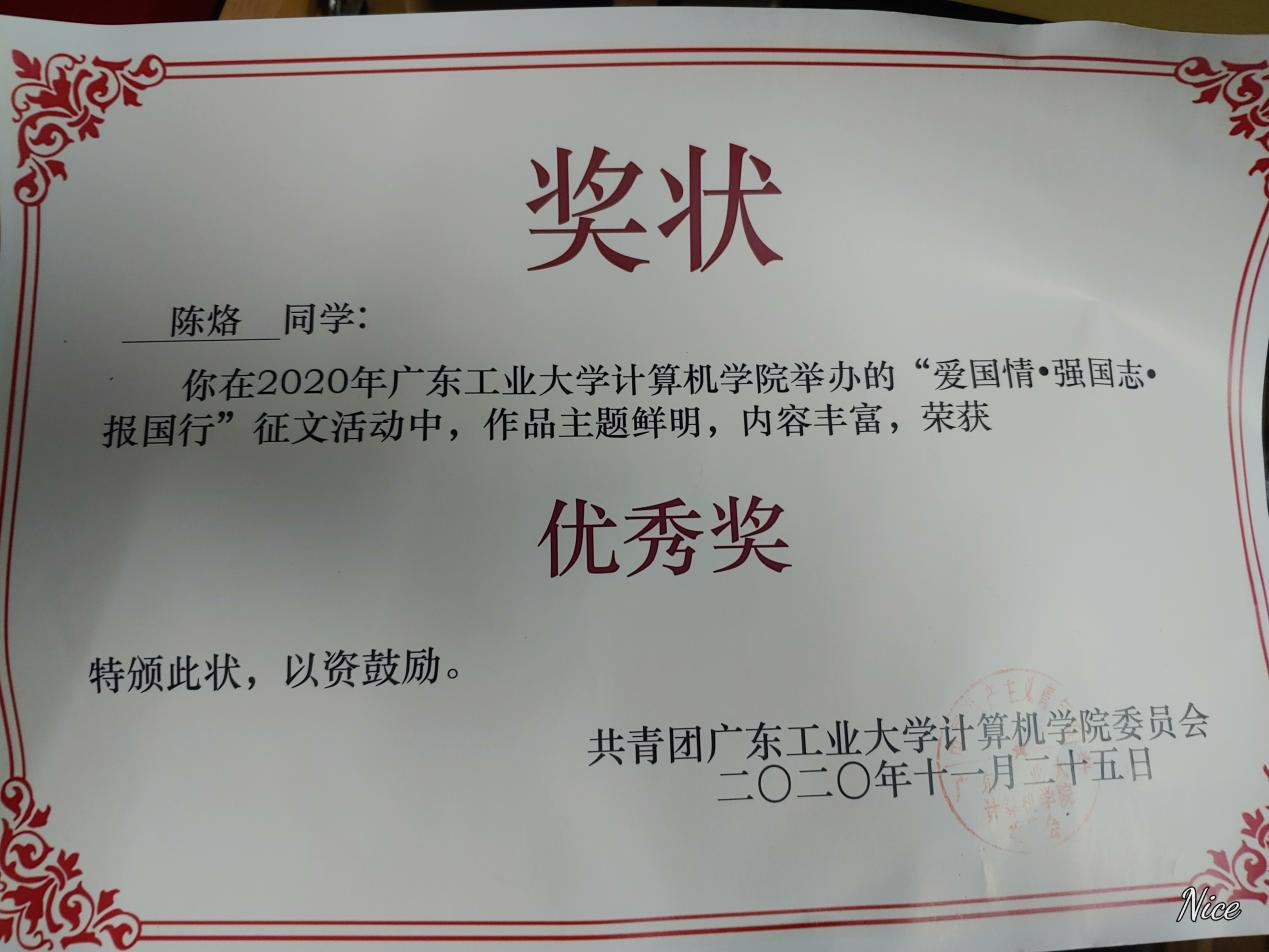 奖状
陈烙 同学：
你在2020年广东工业大学计算机学院举办的“爱国情•强国志•
报国行”征文活动中，作品主题鲜明，内容丰富，荣获
优秀奖
特颁此状，以资鼓励。
共青团广东工业大学计算机学院委员会
二〇二〇年十一月二十五日
Nice